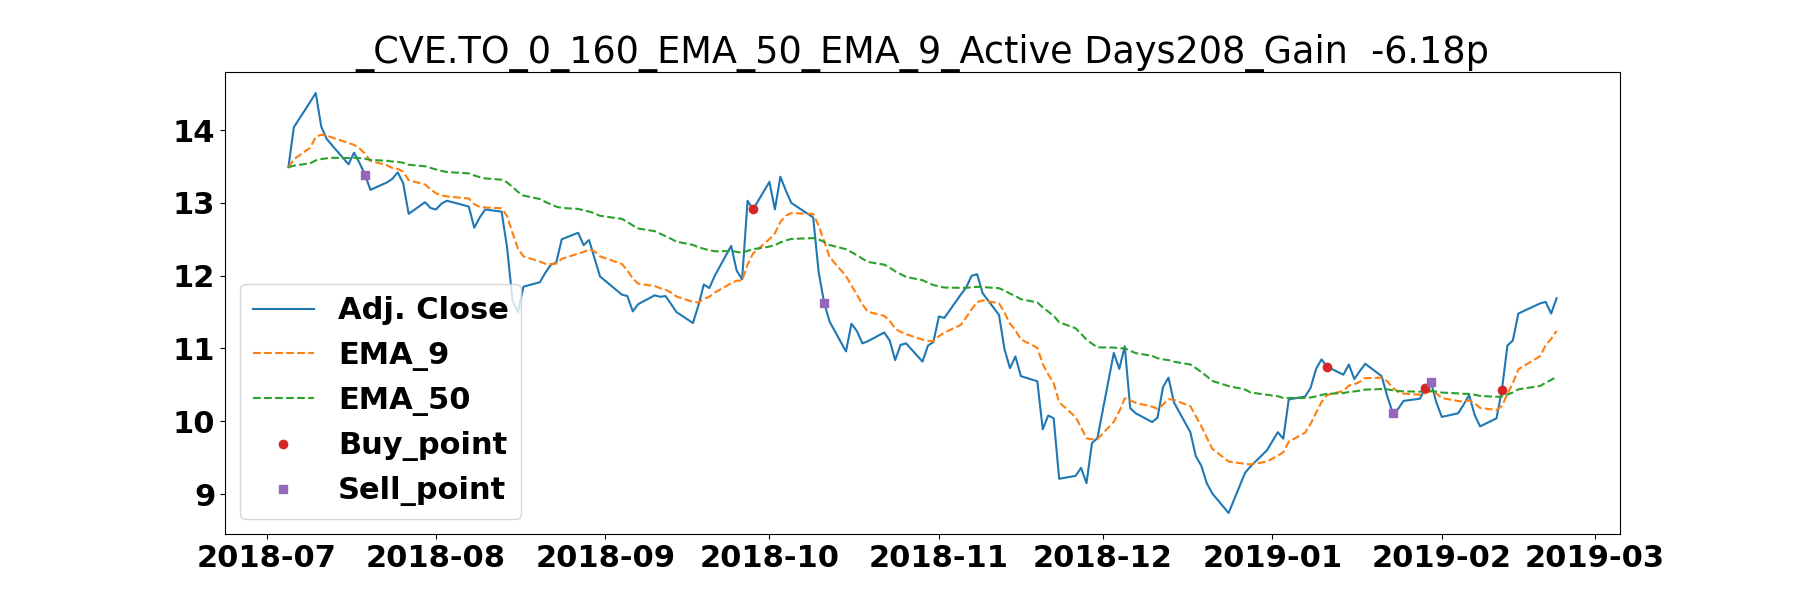 _CVE.TO_0_160_EMA_50_EMA_9_Active Days208_Gain  -6.18p
14
13
12
11
10
9
Adj. Close
EMA_9
EMA_50
Buy_point
Sell_point
2018-07 2018-08 2018-09 2018-10 2018-11 2018-12 2019-01 2019-02 2019-03